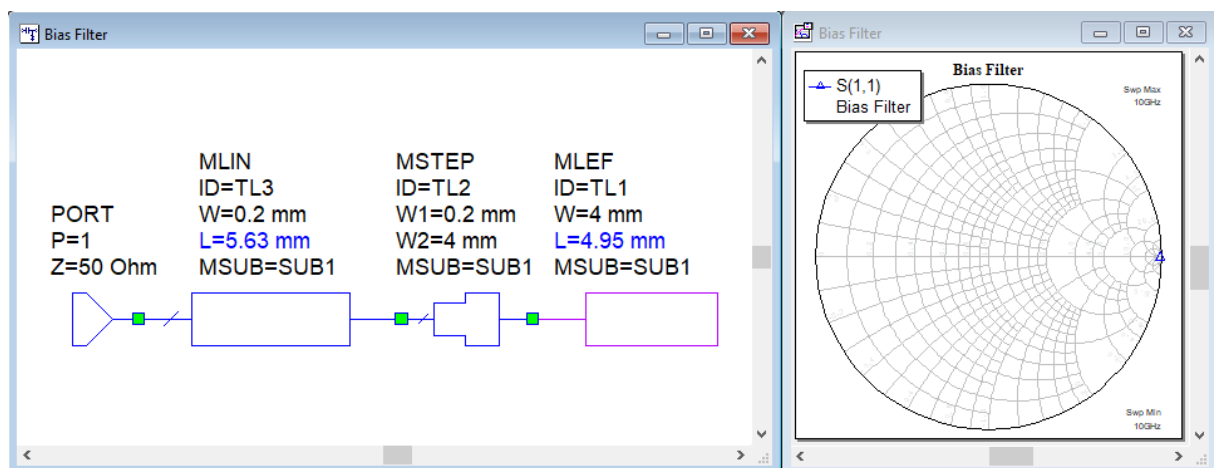 Bias Filter
MLIN
ID=TL3
W=0.2 mm
L=5.63 mm
MSUB=SUB1
MSTEP
ID=TL2
W1=0.2 mm
W2=4 mm
MSUB=SUB1
MLEF
ID=TL1
W=4 mm
L=4.95 mm
MSUB=SUB1
PORT
P=1
Z=50 Ohm
Bias Filter
Bias Filter
S(1,1)
Bias Filter
Swp Max
10GHz
Swp Min
10GHz